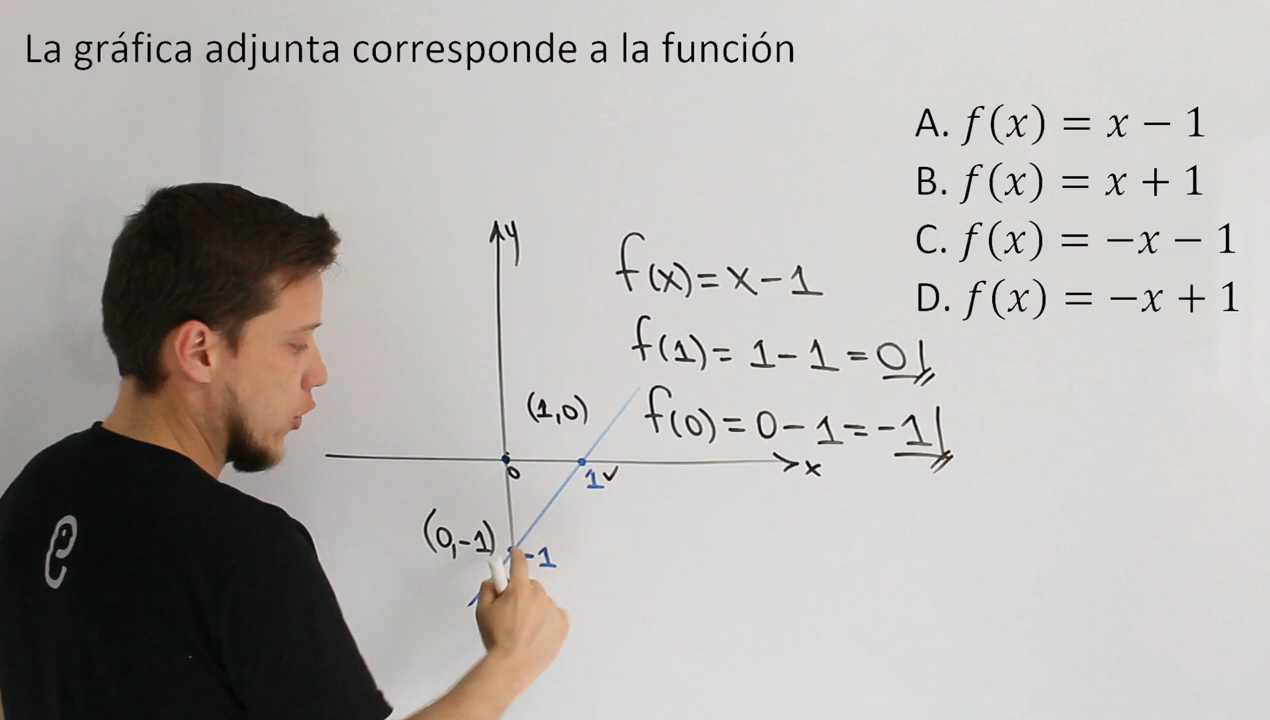 La gráfica adjunta corresponde a la función
A. f(x) = x − 1
B. f(x) = x + 1
C. f(x) = −x − 1
D. f(x) = −x + 1
y
f(x) = x − 1
f(1) = 1 − 1 = 0
(1,0)
f(0) = 0 − 1 = −1
0
1
x
(0,−1)
−1
e